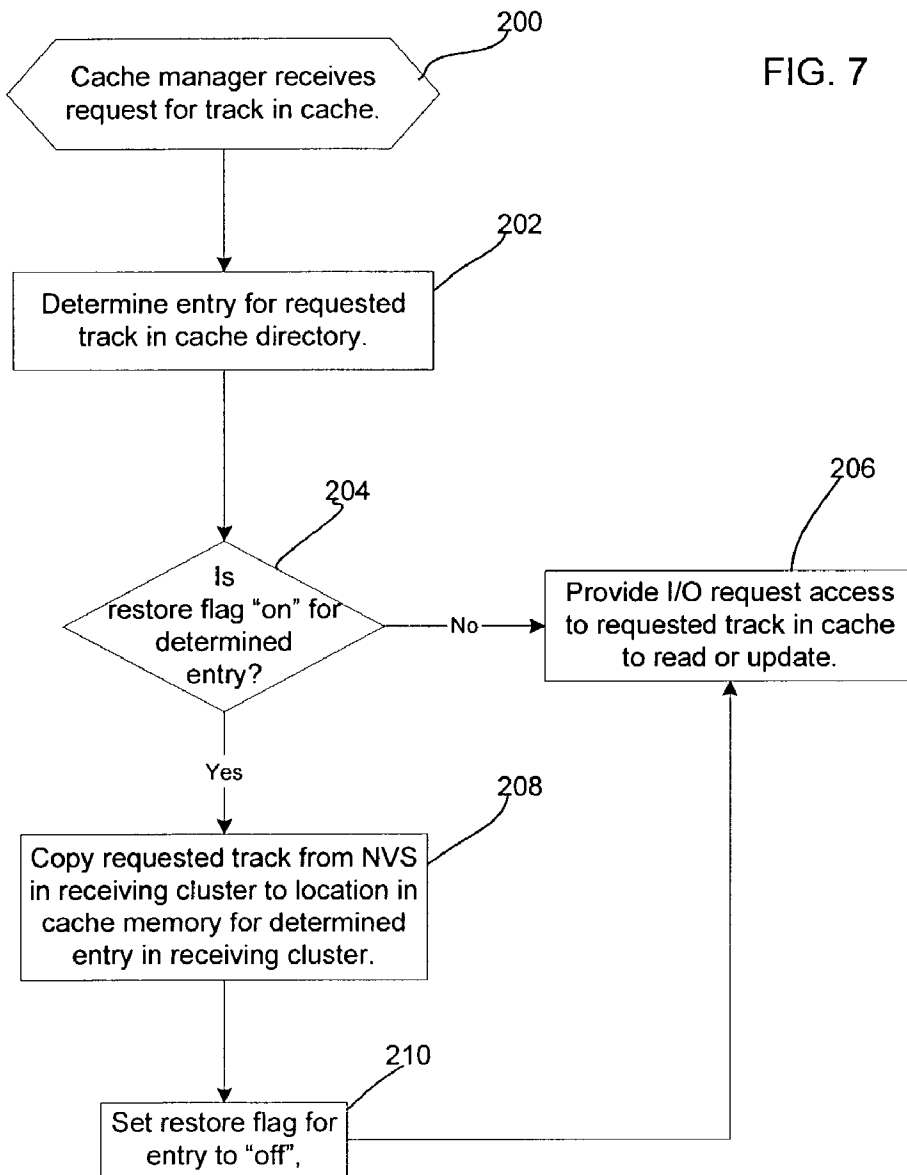 200
FIG. 7
Cache manager receives
request for track in cache.
202
Determine entry for requested
track in cache directory.
204
Is
restore flag “on” for
determined
entry?
No
206
Provide I/O request access
to requested track in cache
to read or update.
Yes
208
Copy requested track from NVS
in receiving cluster to location in
cache memory for determined
entry in receiving cluster.
210
Set restore flag for
entry to “off”,